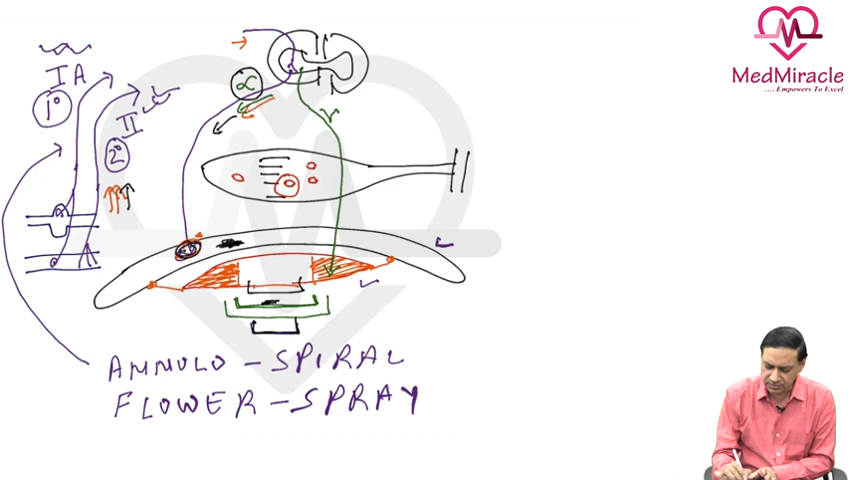 MedMiracle
.... Empowers To Excel
IA
1°
II
2°
α
γ
ANNULO - SPIRAL
FLOWER - SPRAY